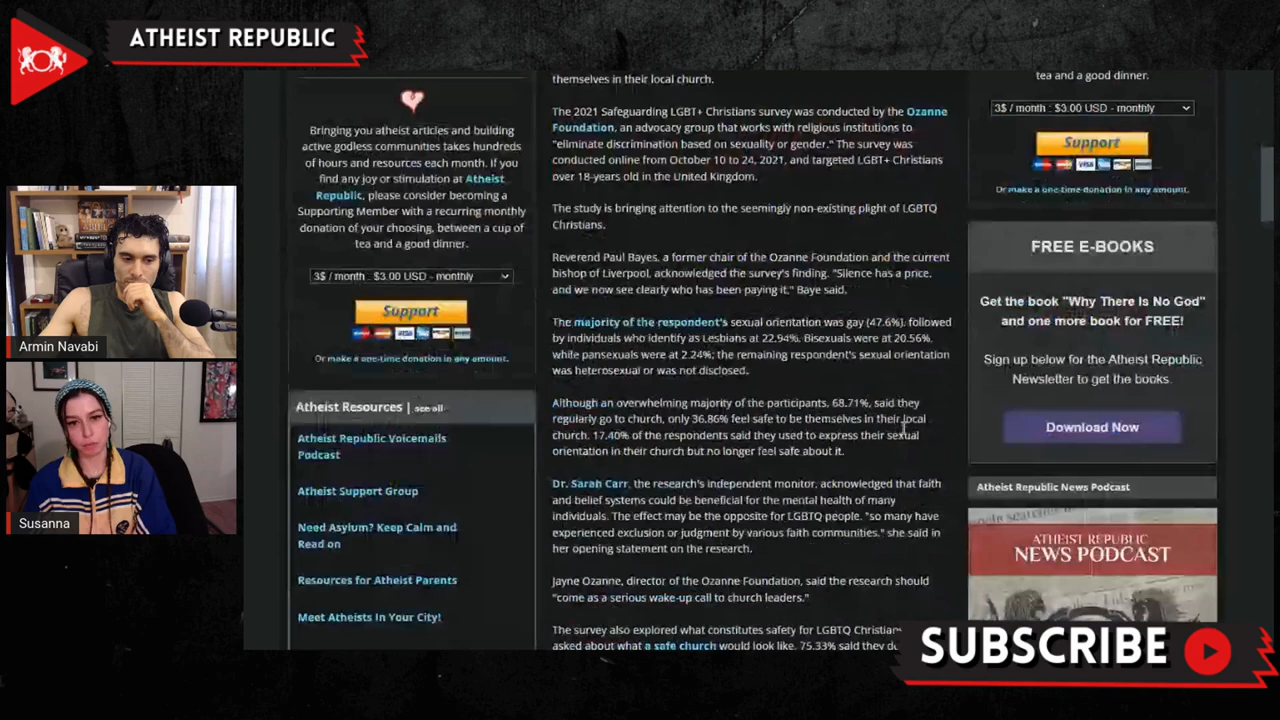 ATHEIST REPUBLIC
Armin Navabi
Susanna
Bringing you atheist articles and building
active godless communities takes hundreds
of hours and resources each month. If you
find any joy or stimulation at Atheist
Republic, please consider becoming a
Supporting Member with a recurring monthly
donation of your choosing, between a cup of
tea and a good dinner.
3$ / month : $3.00 USD - monthly
Support
VISA
Or make a one-time donation in any amount.
Atheist Resources | see all
Atheist Republic Voicemails
Podcast
Atheist Support Group
Need Asylum? Keep Calm and
Read on
Resources for Atheist Parents
Meet Atheists In Your City!
themselves in their local church.
The 2021 Safeguarding LGBT+ Christians survey was conducted by the Ozanne
Foundation, an advocacy group that works with religious institutions to
"eliminate discrimination based on sexuality or gender." The survey was
conducted online from October 10 to 24, 2021, and targeted LGBT+ Christians
over 18-years old in the United Kingdom.
The study is bringing attention to the seemingly non-existing plight of LGBTQ
Christians.
Reverend Paul Bayes, a former chair of the Ozanne Foundation and the current
bishop of Liverpool, acknowledged the survey's finding. "Silence has a price,
and we now see clearly who has been paying it," Baye said.
The majority of the respondent's sexual orientation was gay (47.6%), followed
by individuals who identify as Lesbians at 22.94%. Bisexuals were at 20.56%,
while pansexuals were at 2.24%; the remaining respondent's sexual orientation
was heterosexual or was not disclosed.
Although an overwhelming majority of the participants, 68.71%, said they
regularly go to church, only 36.86% feel safe to be themselves in their local
church. 17.40% of the respondents said they used to express their sexual
orientation in their church but no longer feel safe about it.
Dr. Sarah Carr, the research's independent monitor, acknowledged that faith
and belief systems could be beneficial for the mental health of many
individuals. The effect may be the opposite for LGBTQ people, "so many have
experienced exclusion or judgment by various faith communities," she said in
her opening statement on the research.
Jayne Ozanne, director of the Ozanne Foundation, said the research should
"come as a serious wake-up call to church leaders."
The survey also explored what constitutes safety for LGBTQ Christian
asked about what a safe church would look like. 75.33% said they
tea and a good dinner.
3$ / month : $3.00 USD - monthly
Support
VISA
Or make a one-time donation in any amount.
FREE E-BOOKS
Get the book "Why There Is No God"
and one more book for FREE!
Sign up below for the Atheist Republic
Newsletter to get the books.
Download Now
Atheist Republic News Podcast
ATHEIST REPUBLIC
NEWS PODCAST
SUBSCRIBE